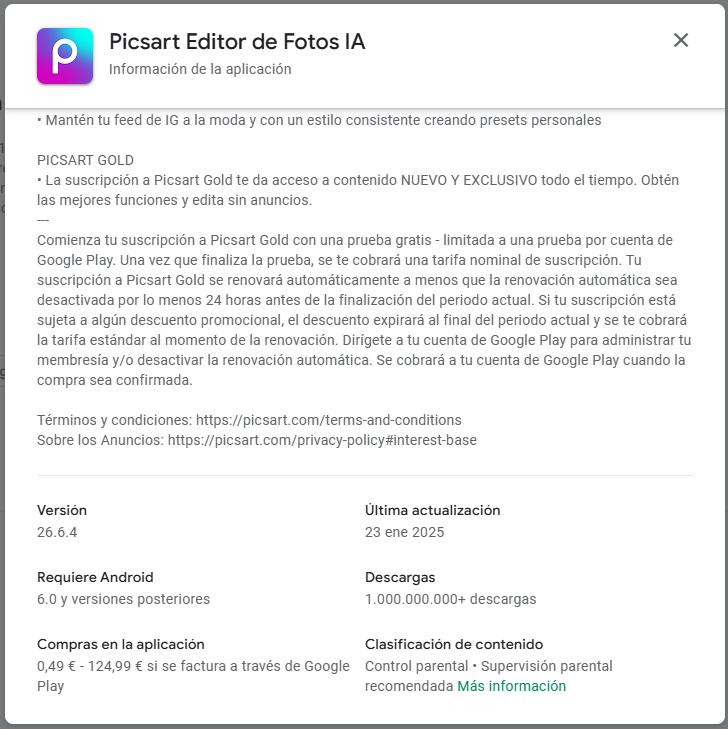 Picsart Editor de Fotos IA
Información de la aplicación
• Mantén tu feed de IG a la moda y con un estilo consistente creando presets personales
PICSART GOLD
• La suscripción a Picsart Gold te da acceso a contenido NUEVO Y EXCLUSIVO todo el tiempo. Obtén
las mejores funciones y edita sin anuncios.
---
Comienza tu suscripción a Picsart Gold con una prueba gratis - limitada a una prueba por cuenta de
Google Play. Una vez que finaliza la prueba, se te cobrará una tarifa nominal de suscripción. Tu
suscripción a Picsart Gold se renovará automáticamente a menos que la renovación automática sea
desactivada por lo menos 24 horas antes de la finalización del periodo actual. Si tu suscripción está
sujeta a algún descuento promocional, el descuento expirará al final del periodo actual y se te cobrará
la tarifa estándar al momento de la renovación. Dirígete a tu cuenta de Google Play para administrar tu
membresía y/o desactivar la renovación automática. Se cobrará a tu cuenta de Google Play cuando la
compra sea confirmada.
Términos y condiciones: https://picsart.com/terms-and-conditions
Sobre los Anuncios: https://picsart.com/privacy-policy#interest-base
Versión
26.6.4
Última actualización
23 ene 2025
Requiere Android
6.0 y versiones posteriores
Descargas
1.000.000.000+ descargas
Compras en la aplicación
0,49 € - 124,99 € si se factura a través de Google
Play
Clasificación de contenido
Control parental • Supervisión parental
recomendada Más información